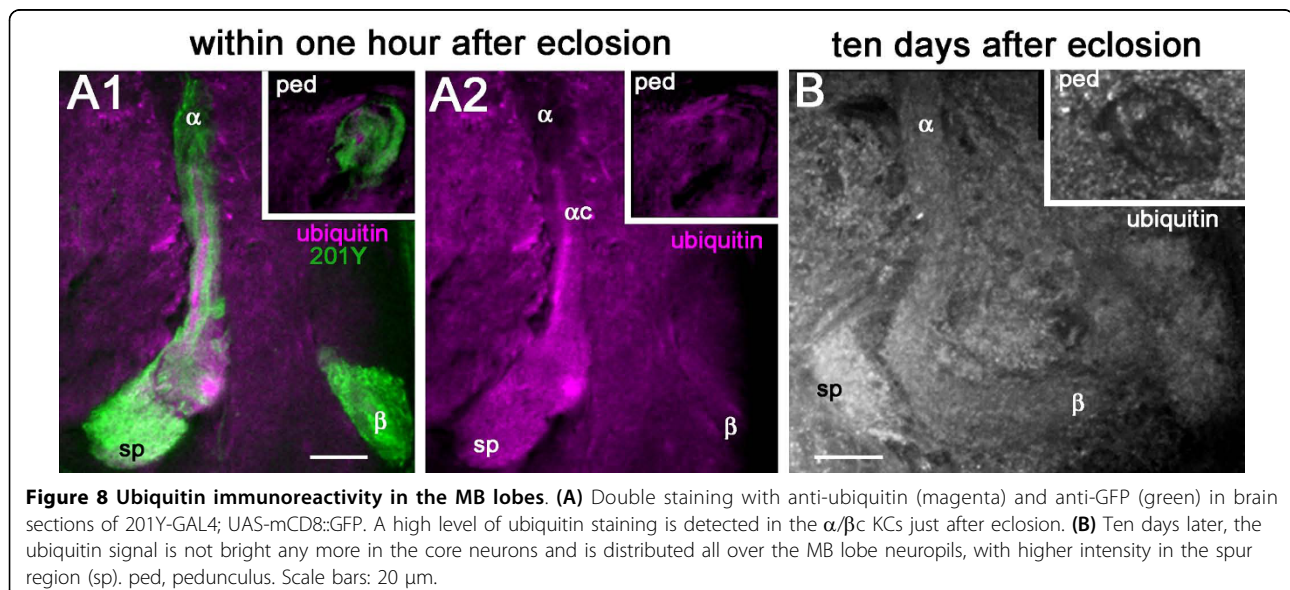 within one hour after eclosion
ten days after eclosion
A1
α
ped
ubiquitin
201Y
sp
β
A2
α
αc
ped
ubiquitin
sp
β
B
α
ped
ubiquitin
sp
β
Figure 8 Ubiquitin immunoreactivity in the MB lobes. (A) Double staining with anti-ubiquitin (magenta) and anti-GFP (green) in brain
sections of 201Y-GAL4; UAS-mCD8::GFP. A high level of ubiquitin staining is detected in the α/βc KCs just after eclosion. (B) Ten days later, the
ubiquitin signal is not bright any more in the core neurons and is distributed all over the MB lobe neuropils, with higher intensity in the spur
region (sp). ped, pedunculus. Scale bars: 20 μm.